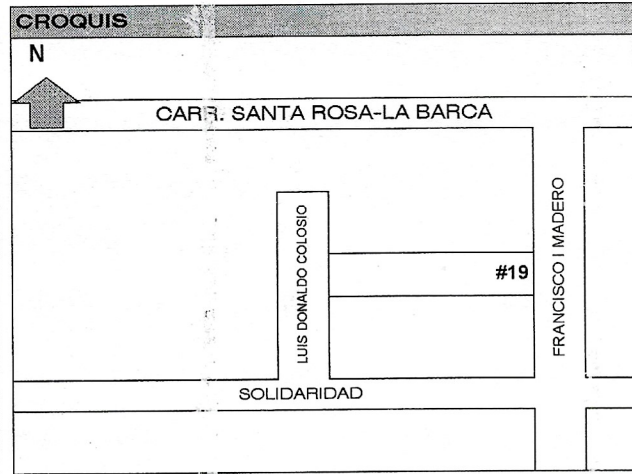 CROQUIS
N
CARR. SANTA ROSA-LA BARCA
LUIS DONALDO COLOSIO
#19
FRANCISCO I MADERO
SOLIDARIDAD